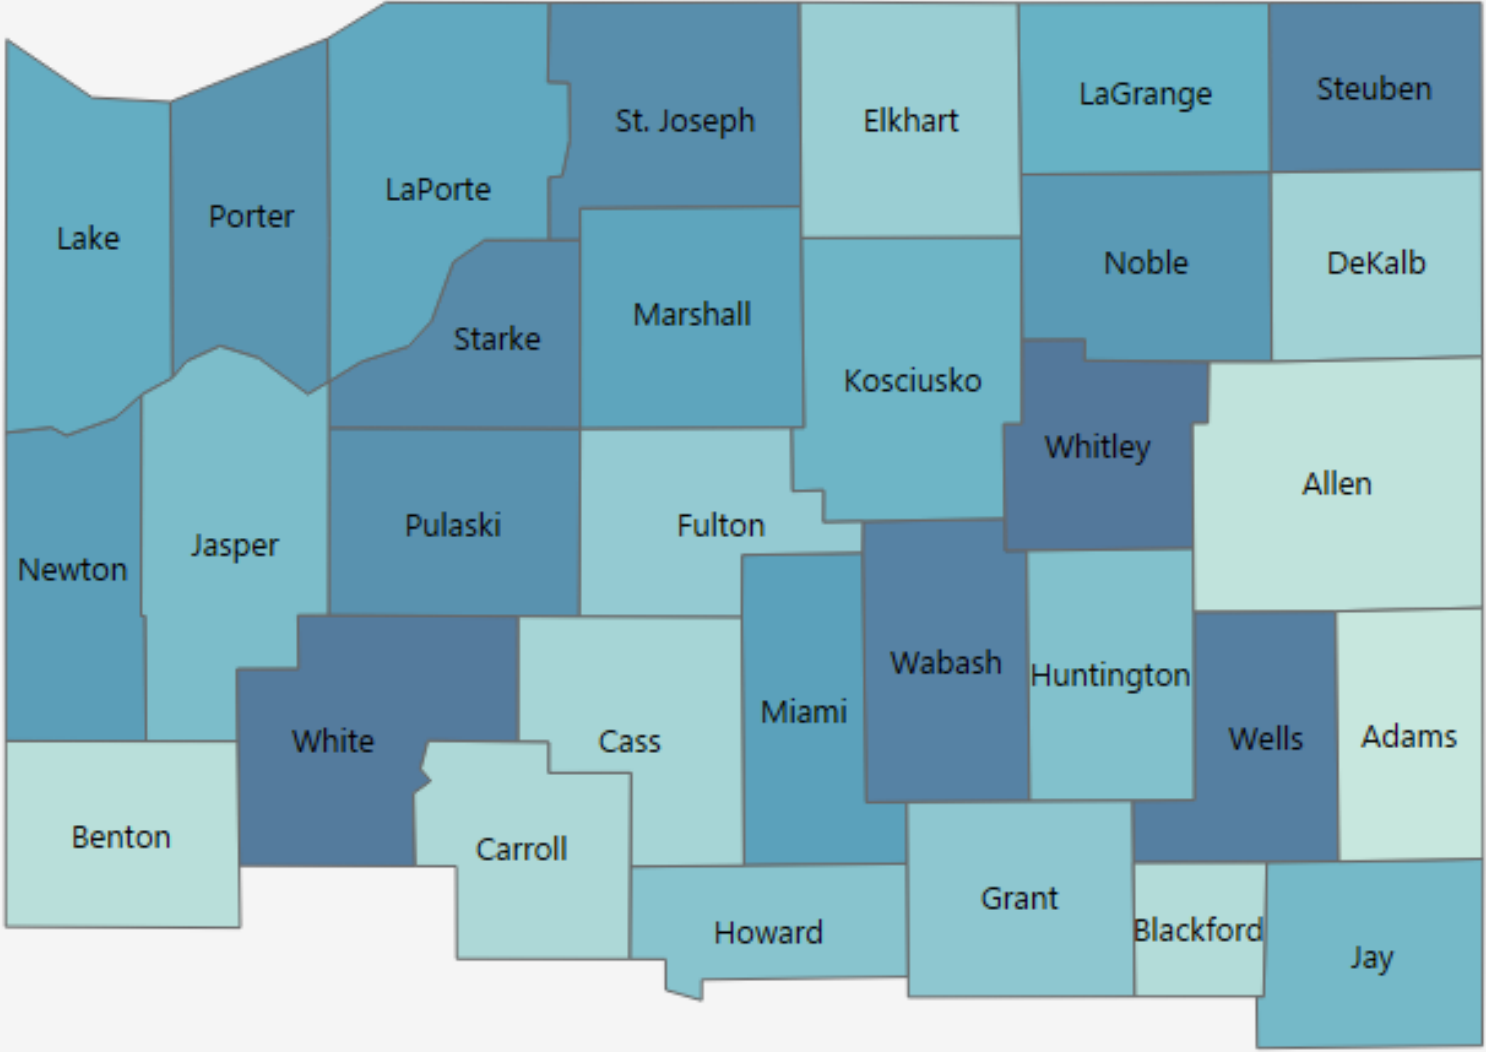 Steuben
LaGrange
St. Joseph
Elkhart
LaPorte
Porter
Lake
Noble
DeKalb
Marshall
Starke
Kosciusko
Whitley
Allen
Pulaski
Fulton
Jasper
Newton
Wabash
Huntington
Miami
White
Cass
Wells
Adams
Benton
Carroll
Grant
Howard
Blackford
Jay